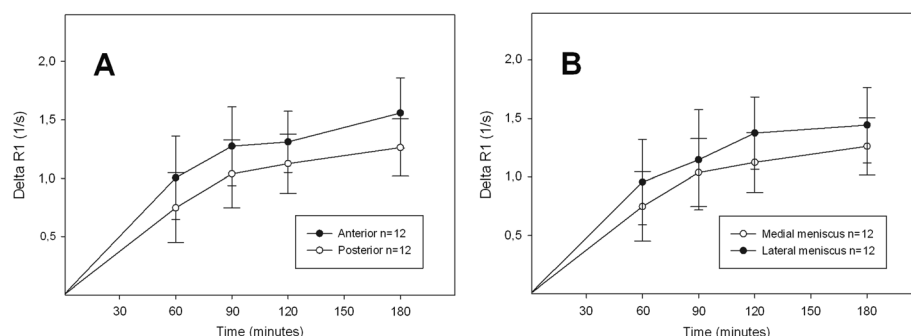 A
2,0
1,5
1,0
0,5
Delta R1 (1/s)
Anterior n=12
Posterior n=12
30 60 90 120 150 180
Time (minutes)
B
2,0
1,5
1,0
0,5
Delta R1 (1/s)
Medial meniscus n=12
Lateral meniscus n=12
30 60 90 120 150 180
Time (minutes)